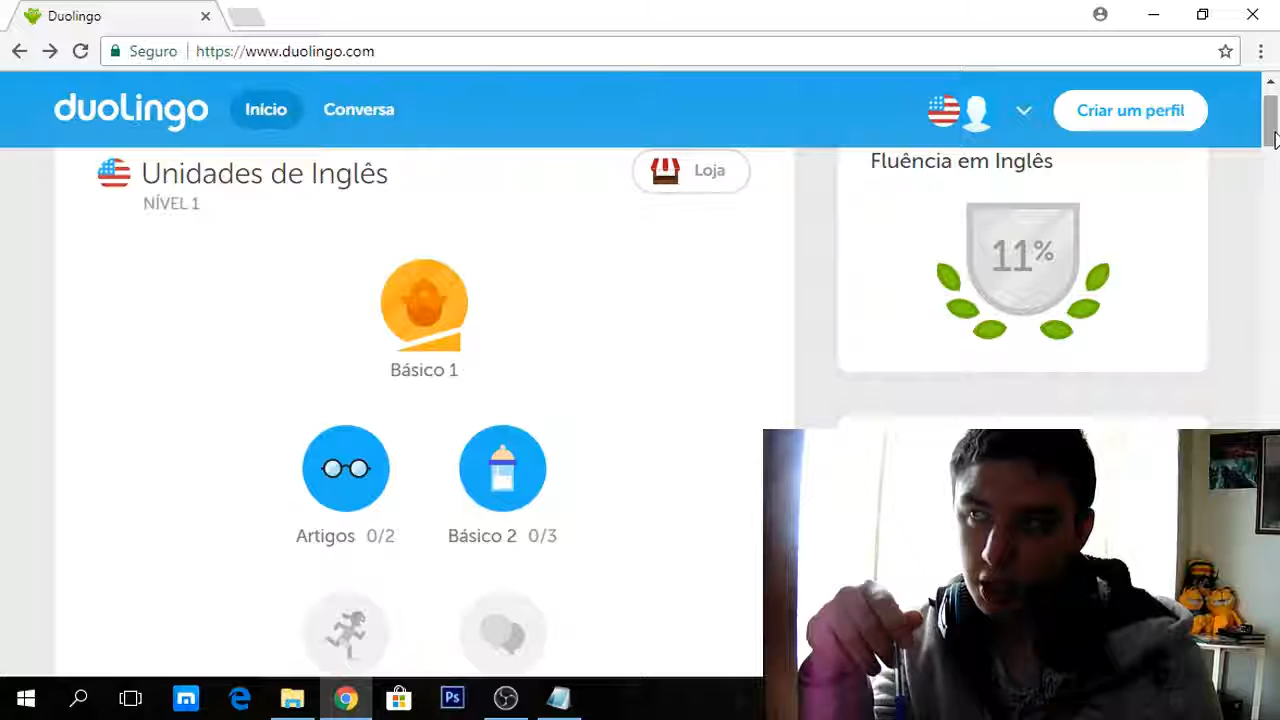 Duolingo
Seguro
https://www.duolingo.com
duolingo
Início
Conversa
Criar um perfil
Unidades de Inglês
NÍVEL 1
Loja
Fluência em Inglês
11%
Básico 1
Artigos 0/2
Básico 2 0/3
Ps